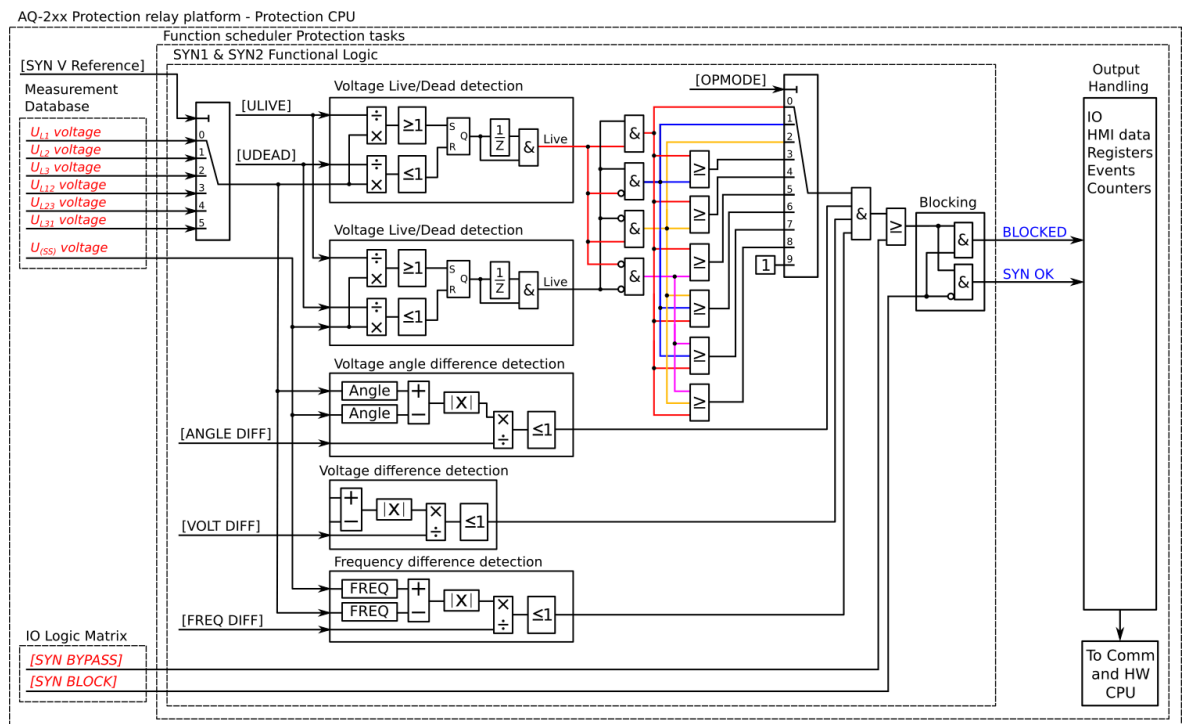 AQ-2xx Protection relay platform - Protection CPU
Function scheduler Protection tasks
SYN1 & SYN2 Functional Logic
[SYN V Reference]
Measurement
Database
UL1 voltage
UL2 voltage
UL3 voltage
UL12 voltage
UL23 voltage
UL31 voltage
U(SS) voltage
0
1
2
3
4
5
[ULIVE]
[UDEAD]
Voltage Live/Dead detection
÷
×
≥1
S
R
Q
1
Z
&
Live
÷
×
≤1
Voltage Live/Dead detection
÷
×
≥1
S
R
Q
1
Z
&
Live
÷
×
≤1
Voltage angle difference detection
Angle
Angle
+
−
|X|
×
÷
≤1
[ANGLE DIFF]
Voltage difference detection
+
−
|X|
×
÷
≤1
[VOLT DIFF]
Frequency difference detection
FREQ
FREQ
+
−
|X|
×
÷
≤1
[FREQ DIFF]
&
&
&
&
≥
≥
≥
≥
≥
≥
[OPMODE]
0
1
2
3
4
5
6
7
8
9
1
&
≥
Blocking
&
&
BLOCKED
SYN OK
Output
Handling
IO
HMI data
Registers
Events
Counters
To Comm
and HW
CPU
IO Logic Matrix
[SYN BYPASS]
[SYN BLOCK]